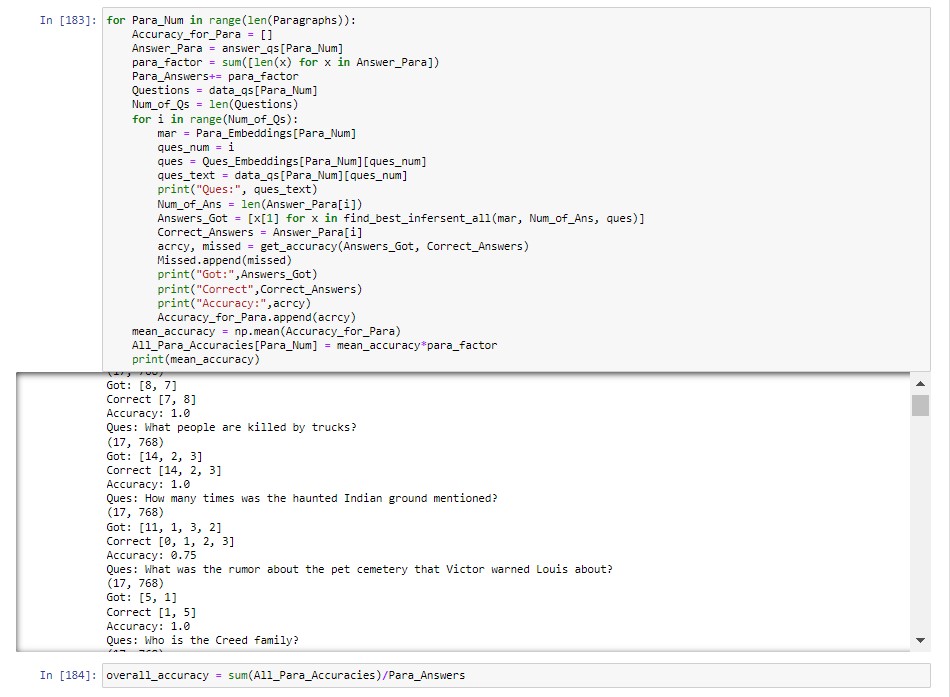 In [183]: for Para_Num in range(len(Paragraphs)):
    Accuracy_for_Para = []
    Answer_Para = answer_qs[Para_Num]
    para_factor = sum([len(x) for x in Answer_Para])
    Para_Answers+= para_factor
    Questions = data_qs[Para_Num]
    Num_of_Qs = len(Questions)
    for i in range(Num_of_Qs):
        mar = Para_Embeddings[Para_Num]
        ques_num = i
        ques = Ques_Embeddings[Para_Num][ques_num]
        ques_text = data_qs[Para_Num][ques_num]
        print("Ques:", ques_text)
        Num_of_Ans = len(Answer_Para[i])
        Answers_Got = [x[1] for x in find_best_infersent_all(mar, Num_of_Ans, ques)]
        Correct_Answers = Answer_Para[i]
        acrcy, missed = get_accuracy(Answers_Got, Correct_Answers)
        Missed.append(missed)
        print("Got:",Answers_Got)
        print("Correct",Correct_Answers)
        print("Accuracy:",acrcy)
        Accuracy_for_Para.append(acrcy)
    mean_accuracy = np.mean(Accuracy_for_Para)
    All_Para_Accuracies[Para_Num] = mean_accuracy*para_factor
    print(mean_accuracy)
Got: [8, 7]
Correct [7, 8]
Accuracy: 1.0
Ques: What people are killed by trucks?
(17, 768)
Got: [14, 2, 3]
Correct [14, 2, 3]
Accuracy: 1.0
Ques: How many times was the haunted Indian ground mentioned?
(17, 768)
Got: [11, 1, 3, 2]
Correct [0, 1, 2, 3]
Accuracy: 0.75
Ques: What was the rumor about the pet cemetery that Victor warned Louis about?
(17, 768)
Got: [5, 1]
Correct [1, 5]
Accuracy: 1.0
Ques: Who is the Creed family?
In [184]: overall_accuracy = sum(All_Para_Accuracies)/Para_Answers